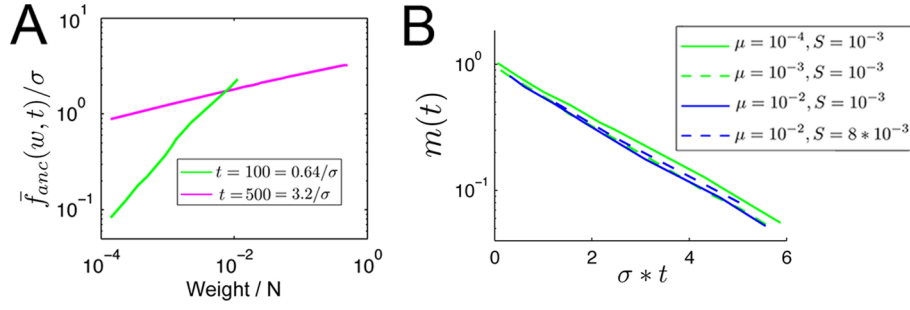 A
10^1
10^0
10^{-1}
\bar{f}_{anc}(w, t)/σ
t = 100 = 0.64/σ
t = 500 = 3.2/σ
10^{-4}
10^{-2}
10^0
Weight / N
B
10^0
10^{-1}
m(t)
μ = 10^{-4}, S = 10^{-3}
μ = 10^{-3}, S = 10^{-3}
μ = 10^{-2}, S = 10^{-3}
μ = 10^{-2}, S = 8 * 10^{-3}
0
2
4
6
σ * t